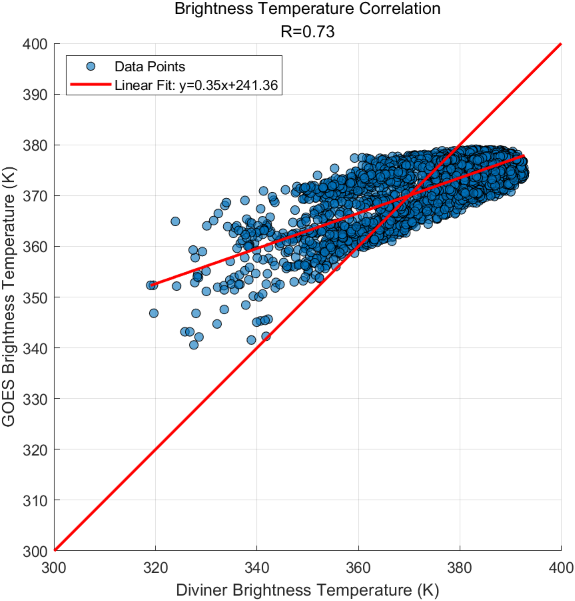 Brightness Temperature Correlation
R=0.73
Data Points
Linear Fit: y=0.35x+241.36
GOES Brightness Temperature (K)
400
390
380
370
360
350
340
330
320
310
300
300 320 340 360 380 400
Diviner Brightness Temperature (K)